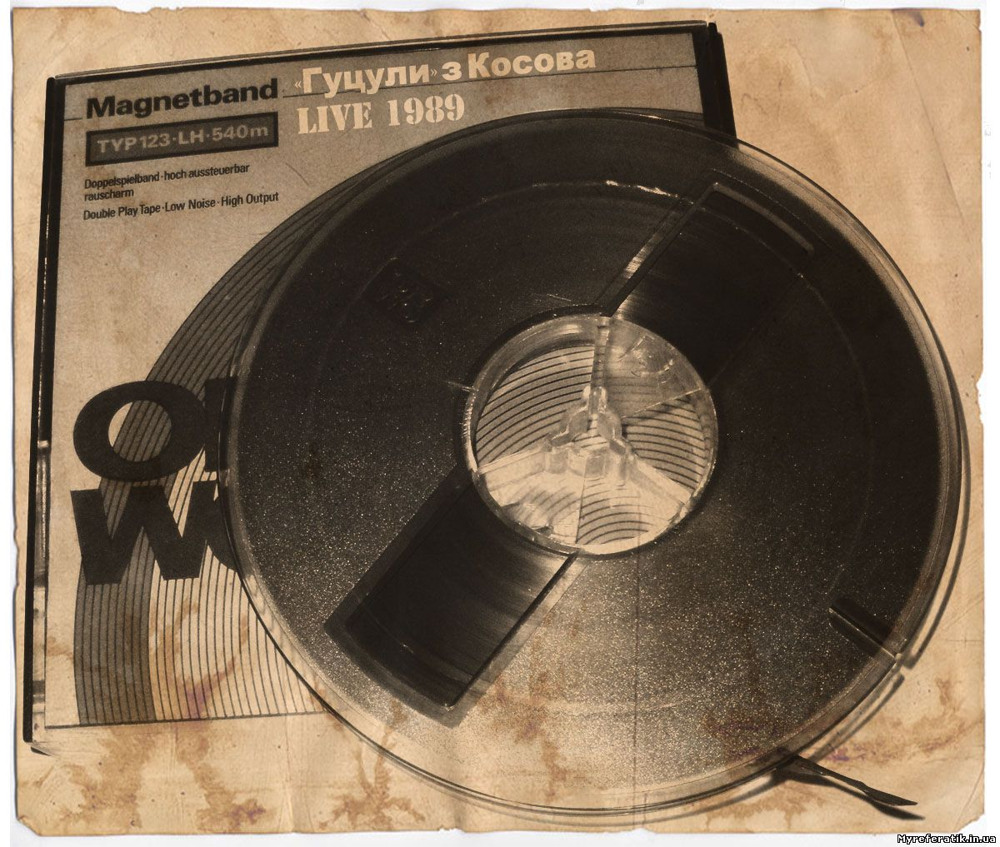 Magnetband
«Гуцули» з Косова
LIVE 1989
TYP 123·LH·540m
Doppelspielband·hoch aussteuerbar
rauscharm
Double Play Tape·Low Noise·High Output
O
W
Myreferatik.in.ua